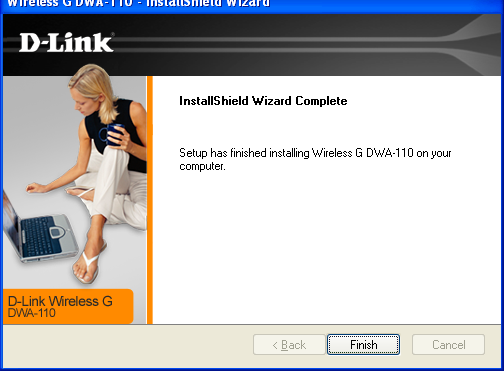 Wireless G DWA-110 - InstallShield Wizard
D-Link
InstallShield Wizard Complete
Setup has finished installing Wireless G DWA-110 on your
computer.
D-Link Wireless G
DWA-110
< Back
Finish
Cancel